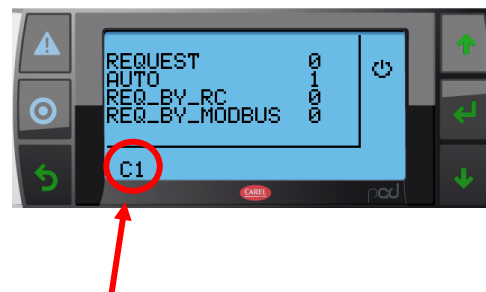 REQUEST 0
AUTO 1
REQ_BY_RC 0
REQ_BY_MODBUS 0
C1
CAREL
pcd